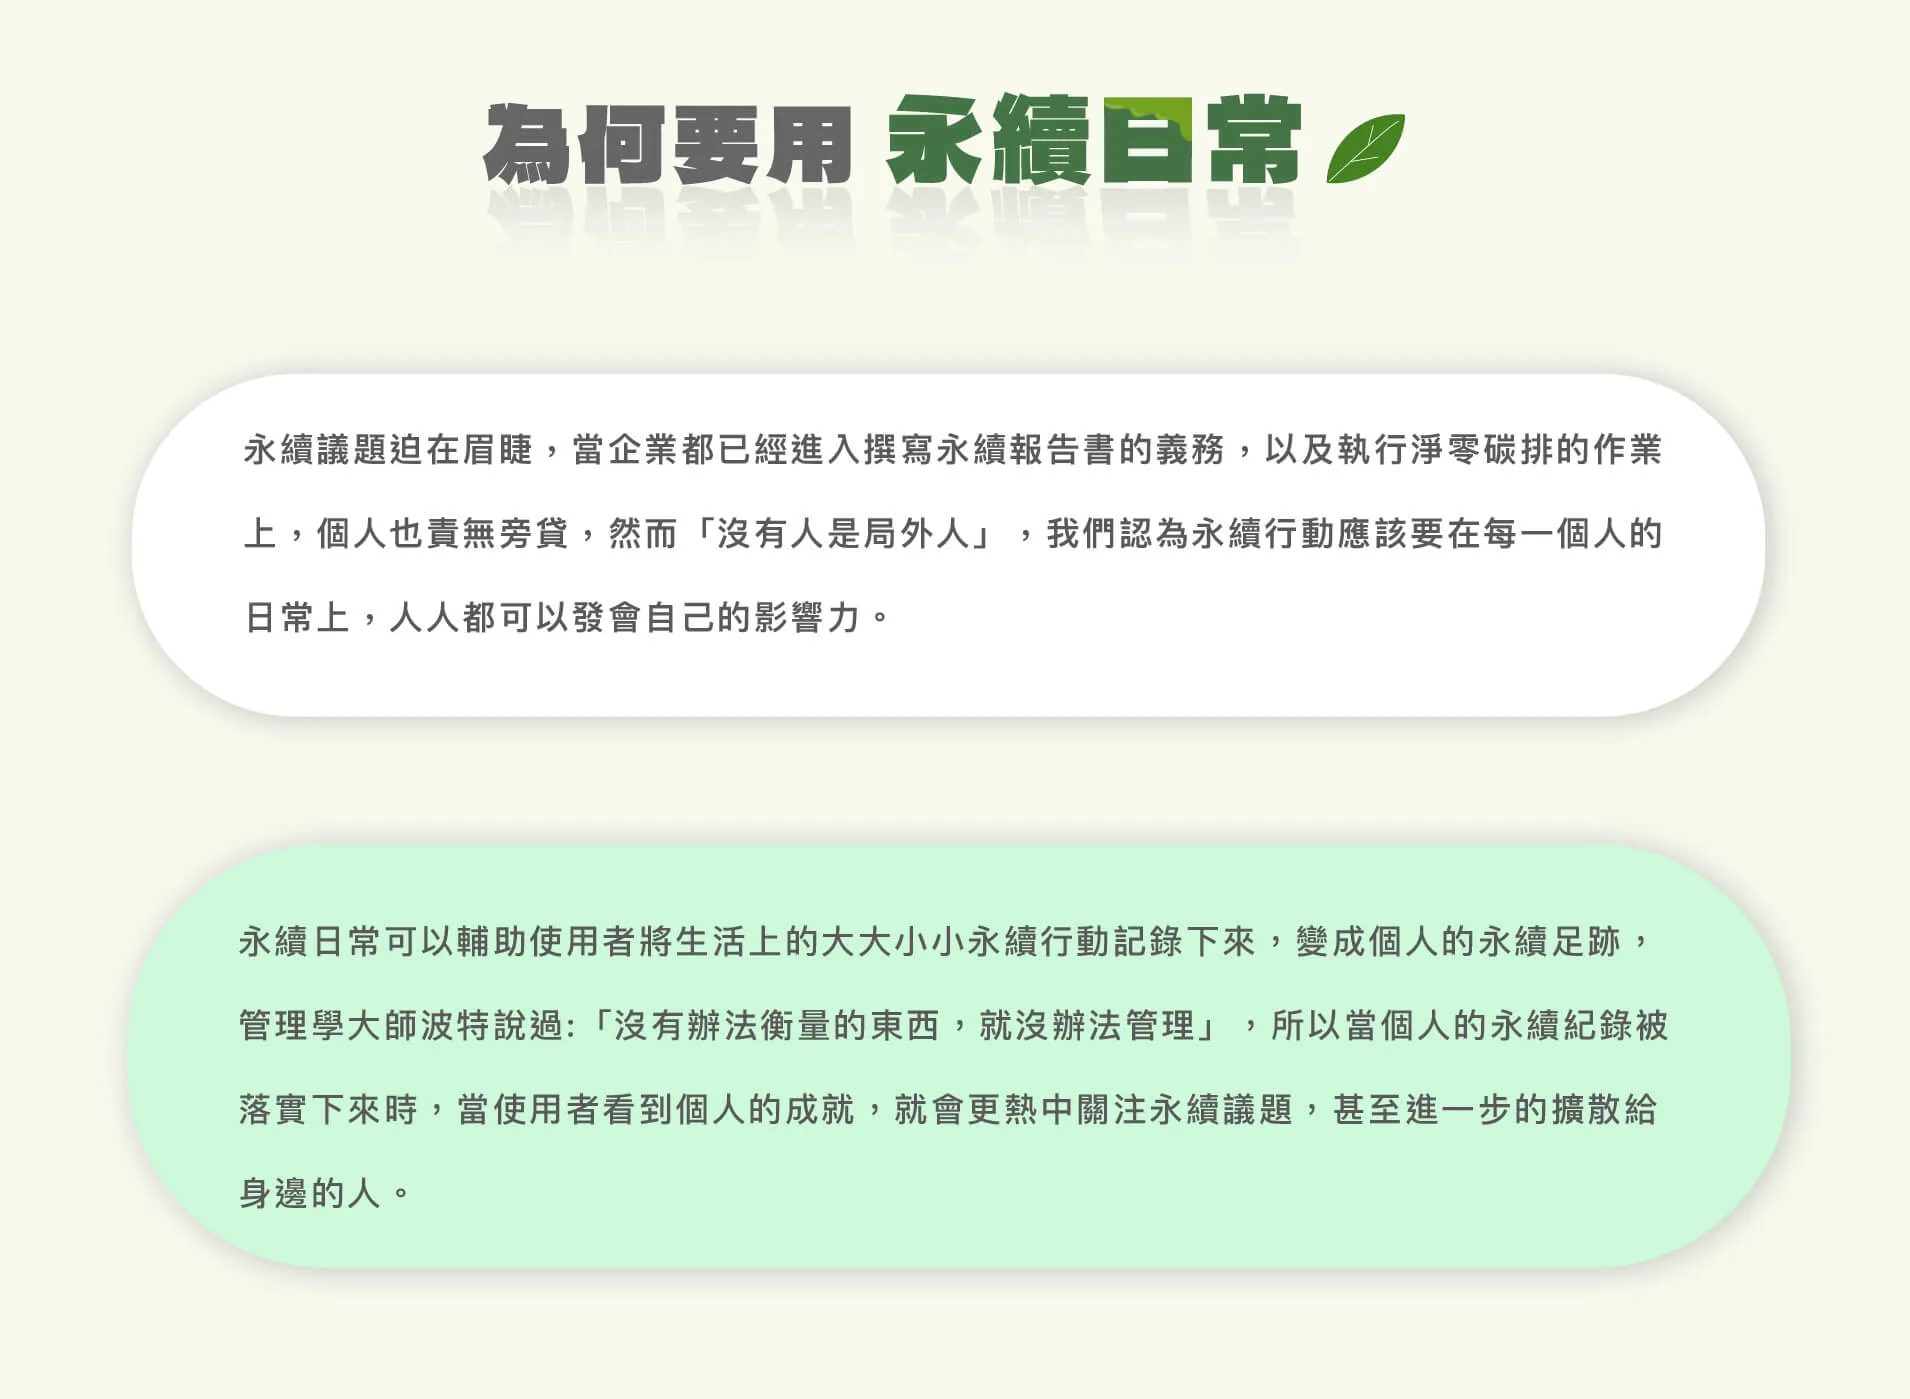 為何要用 永續日常
永續議題迫在眉睫，當企業都已經進入撰寫永續報告書的義務，以及執行淨零碳排的作業
上，個人也責無旁貸，然而「沒有人是局外人」，我們認為永續行動應該要在每一個人的
日常上，人人都可以發會自己的影響力。
永續日常可以輔助使用者將生活上的大大小小永續行動記錄下來，變成個人的永續足跡，
管理學大師波特說過:「沒有辦法衡量的東西，就沒辦法管理」，所以當個人的永續紀錄被
落實下來時，當使用者看到個人的成就，就會更熱中關注永續議題，甚至進一步的擴散給
身邊的人。